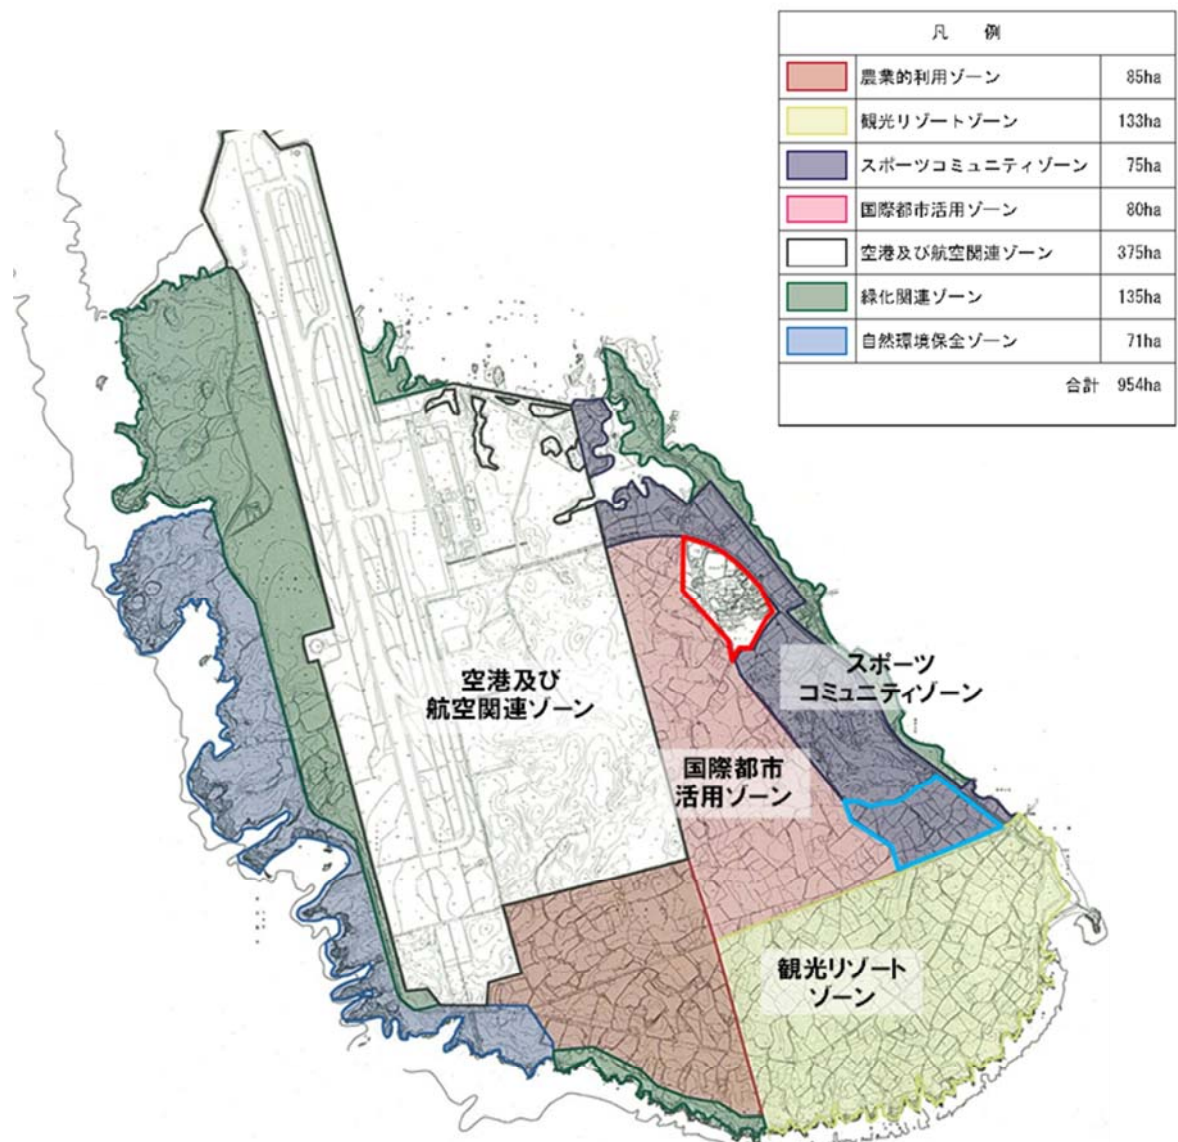 凡 例
農業的利用ゾーン 85ha
観光リゾートゾーン 133ha
スポーツコミュニティゾーン 75ha
国際都市活用ゾーン 80ha
空港及び航空関連ゾーン 375ha
緑化関連ゾーン 135ha
自然環境保全ゾーン 71ha
合計 954ha
空港及び
航空関連ゾーン
スポーツ
コミュニティゾーン
国際都市
活用ゾーン
観光リゾート
ゾーン